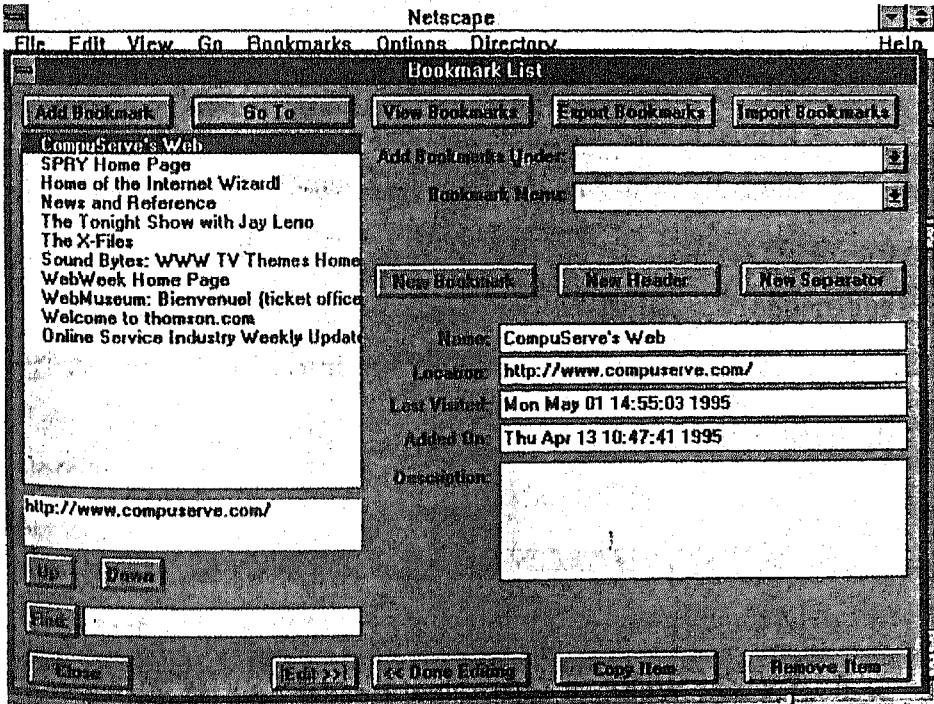 Netscape
File Edit View Go Bookmarks Options Directory Help
Bookmark List
Add Bookmark Go To View Bookmarks Export Bookmarks Import Bookmarks
CompuServe's Web
SPRY Home Page
Home of the Internet Wizard!
News and Reference
The Tonight Show with Jay Leno
The X-Files
Sound Bytes: WWW TV Themes Home
WebWeek Home Page
WebMuseum: Bienvenue! (ticket office
Welcome to thomson.com
Online Service Industry Weekly Update
http://www.compuserve.com/
Up Down
Find
Close Edit >>
Add Bookmarks Under:
Bookmark Menu:
New Bookmark New Header New Separator
Name: CompuServe's Web
Location: http://www.compuserve.com/
Last Visited: Mon May 01 14:55:03 1995
Added On: Thu Apr 13 10:47:41 1995
Description:
<< Done Editing Copy Item Remove Item